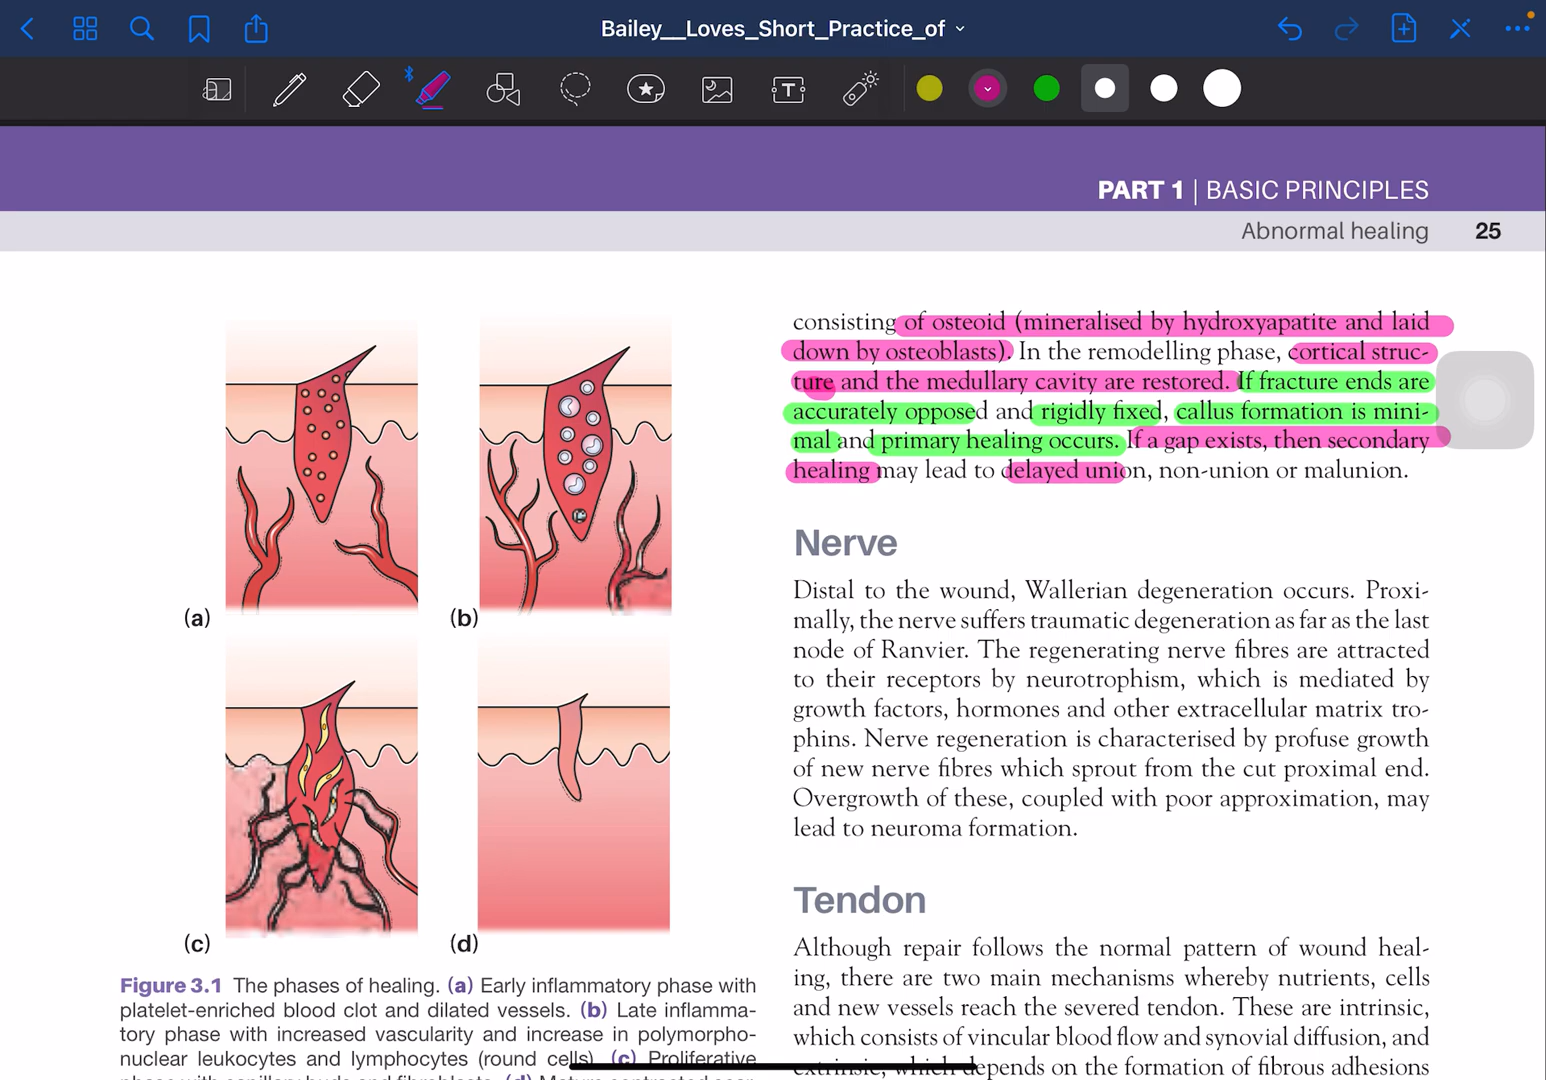 Bailey__Loves_Short_Practice_of
T
PART 1 | BASIC PRINCIPLES
Abnormal healing 25
(a)
(b)
(c)
(d)
Figure 3.1 The phases of healing. (a) Early inflammatory phase with
platelet-enriched blood clot and dilated vessels. (b) Late inflamma-
tory phase with increased vascularity and increase in polymorpho-
nuclear leukocytes and lymphocytes (round cells). (c) Proliferative
phase with capillary buds and fibroblasts. (d) Mature contracted scar.
consisting of osteoid (mineralised by hydroxyapatite and laid
down by osteoblasts). In the remodelling phase, cortical struc-
ture and the medullary cavity are restored. If fracture ends are
accurately opposed and rigidly fixed, callus formation is mini-
mal and primary healing occurs. If a gap exists, then secondary
healing may lead to delayed union, non-union or malunion.
Nerve
Distal to the wound, Wallerian degeneration occurs. Proxi-
mally, the nerve suffers traumatic degeneration as far as the last
node of Ranvier. The regenerating nerve fibres are attracted
to their receptors by neurotrophism, which is mediated by
growth factors, hormones and other extracellular matrix tro-
phins. Nerve regeneration is characterised by profuse growth
of new nerve fibres which sprout from the cut proximal end.
Overgrowth of these, coupled with poor approximation, may
lead to neuroma formation.
Tendon
Although repair follows the normal pattern of wound heal-
ing, there are two main mechanisms whereby nutrients, cells
and new vessels reach the severed tendon. These are intrinsic,
which consists of vincular blood flow and synovial diffusion, and
extrinsic, which depends on the formation of fibrous adhesions